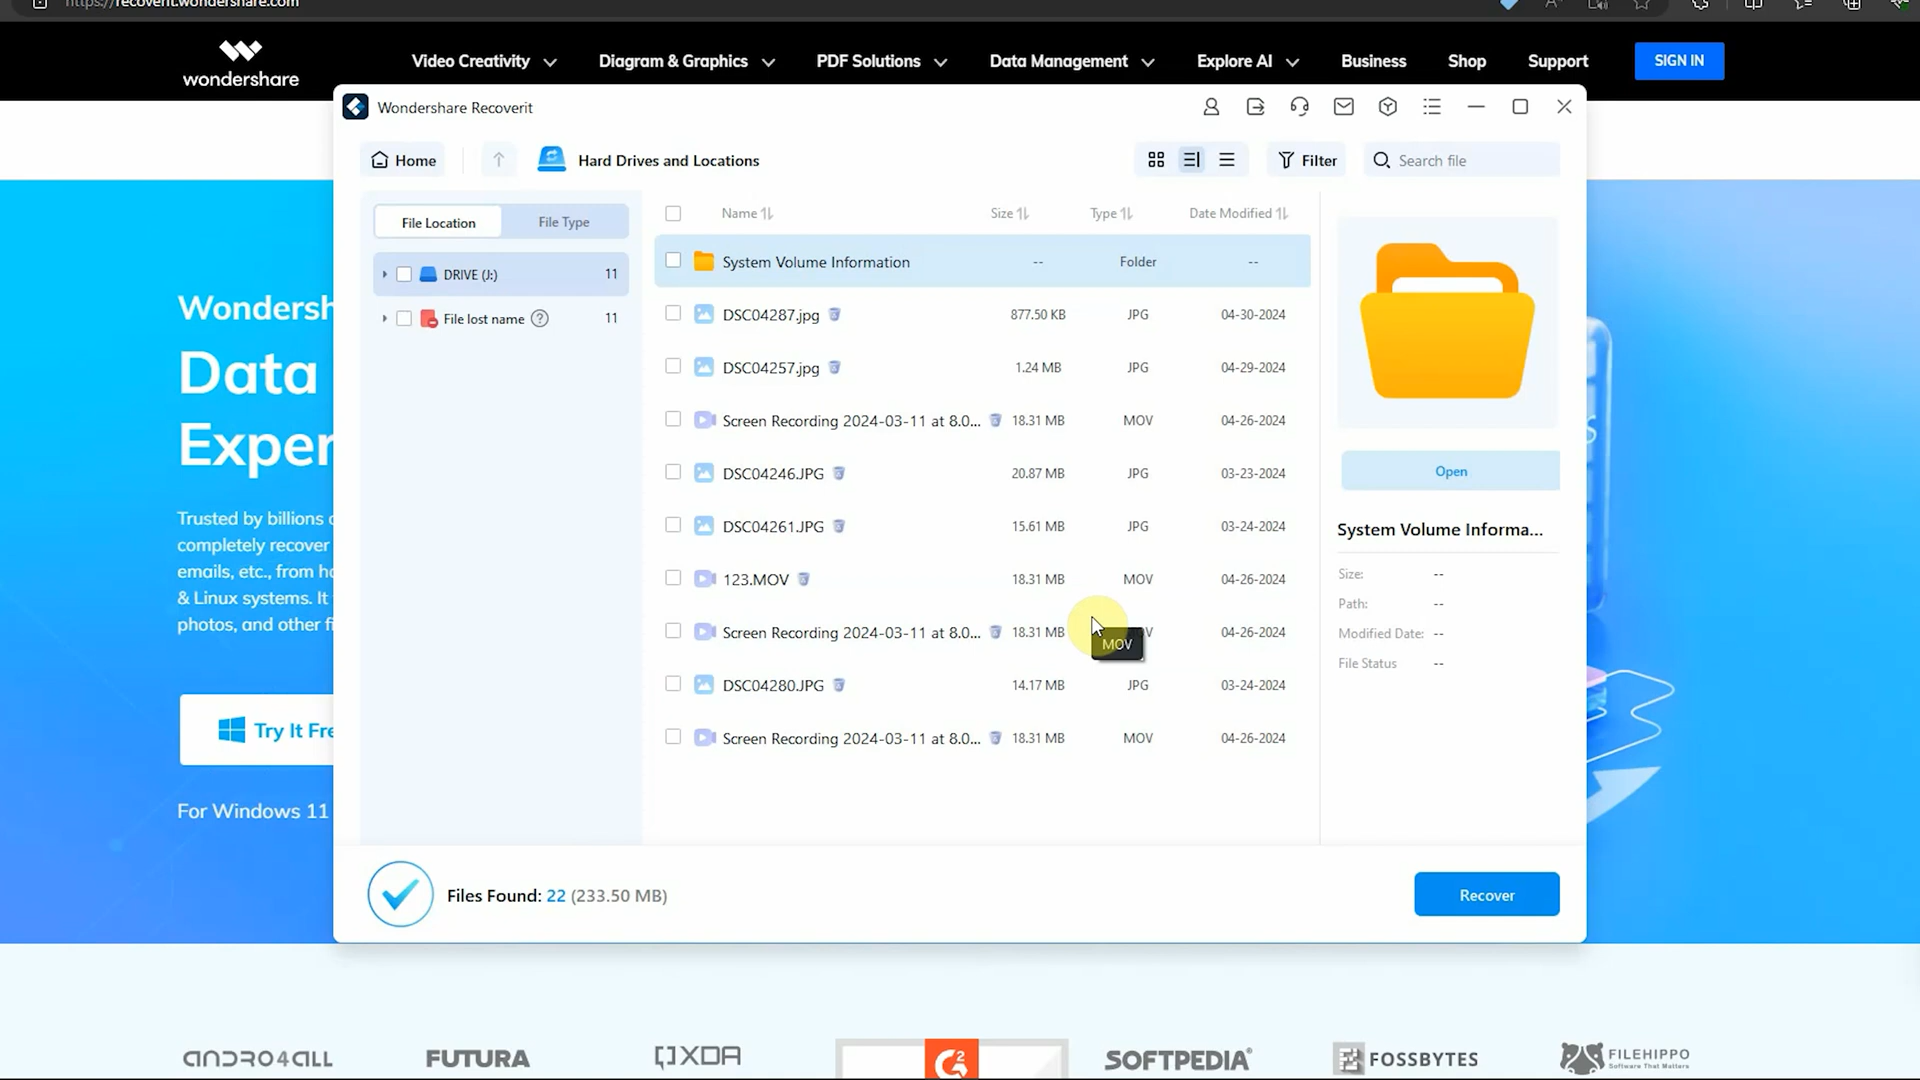 https://recoverit.wondershare.com
wondershare
Video Creativity
Diagram & Graphics
PDF Solutions
Data Management
Explore AI
Business
Shop
Support
SIGN IN
Wondershare Recoverit
Home
Hard Drives and Locations
Filter
Search file
File Location
File Type
DRIVE (J:) 11
File lost name 11
Name Size Type Date Modified
System Volume Information -- Folder --
DSC04287.jpg 877.50 KB JPG 04-30-2024
DSC04257.jpg 1.24 MB JPG 04-29-2024
Screen Recording 2024-03-11 at 8.0... 18.31 MB MOV 04-26-2024
DSC04246.JPG 20.87 MB JPG 03-23-2024
DSC04261.JPG 15.61 MB JPG 03-24-2024
123.MOV 18.31 MB MOV 04-26-2024
Screen Recording 2024-03-11 at 8.0... 18.31 MB 04-26-2024
MOV
DSC04280.JPG 14.17 MB JPG 03-24-2024
Screen Recording 2024-03-11 at 8.0... 18.31 MB MOV 04-26-2024
Open
System Volume Informa...
Size: --
Path: --
Modified Date: --
File Status --
Files Found: 22 (233.50 MB)
Recover
Wondersh
Data
Exper
Trusted by billions
completely recover
emails, etc., from
& Linux systems. It
photos, and other
Try It Fre
For Windows 11
ANDRO4ALL
FUTURA
XDA
G2
SOFTPEDIA®
FOSSBYTES
FILEHIPPO
Software That Matters